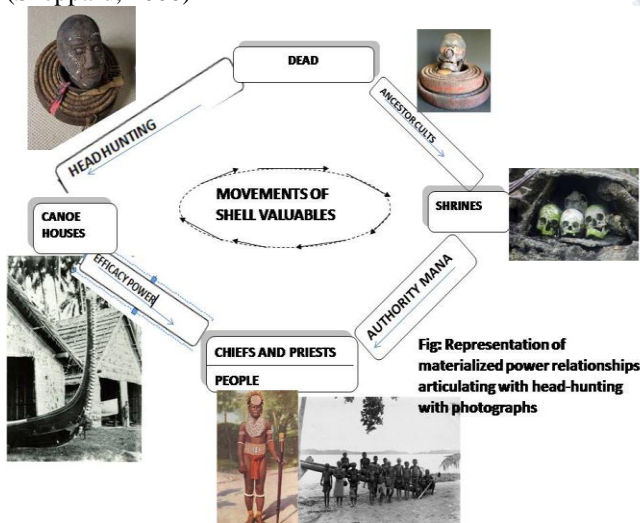 DEAD
HEAD HUNTING
ANCESTOR CULTS
MOVEMENTS OF
SHELL VALUABLES
CANOE
HOUSES
SHRINES
EFFICACY POWER
AUTHORITY MANA
CHIEFS AND PRIESTS
PEOPLE
Fig: Representation of
materialized power relationships
articulating with head-hunting
with photographs